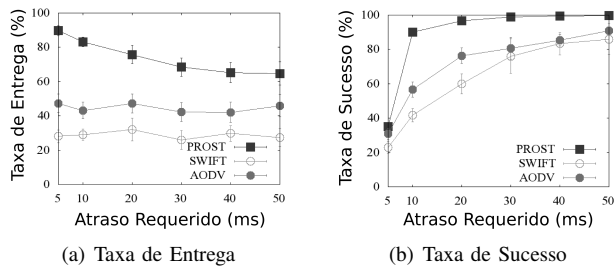 Taxa de Entrega (%)
100
80
60
40
20
0
PROST
SWIFT
AODV
5 10 20 30 40 50
Atraso Requerido (ms)
(a) Taxa de Entrega
Taxa de Sucesso (%)
100
80
60
40
20
0
PROST
SWIFT
AODV
5 10 20 30 40 50
Atraso Requerido (ms)
(b) Taxa de Sucesso